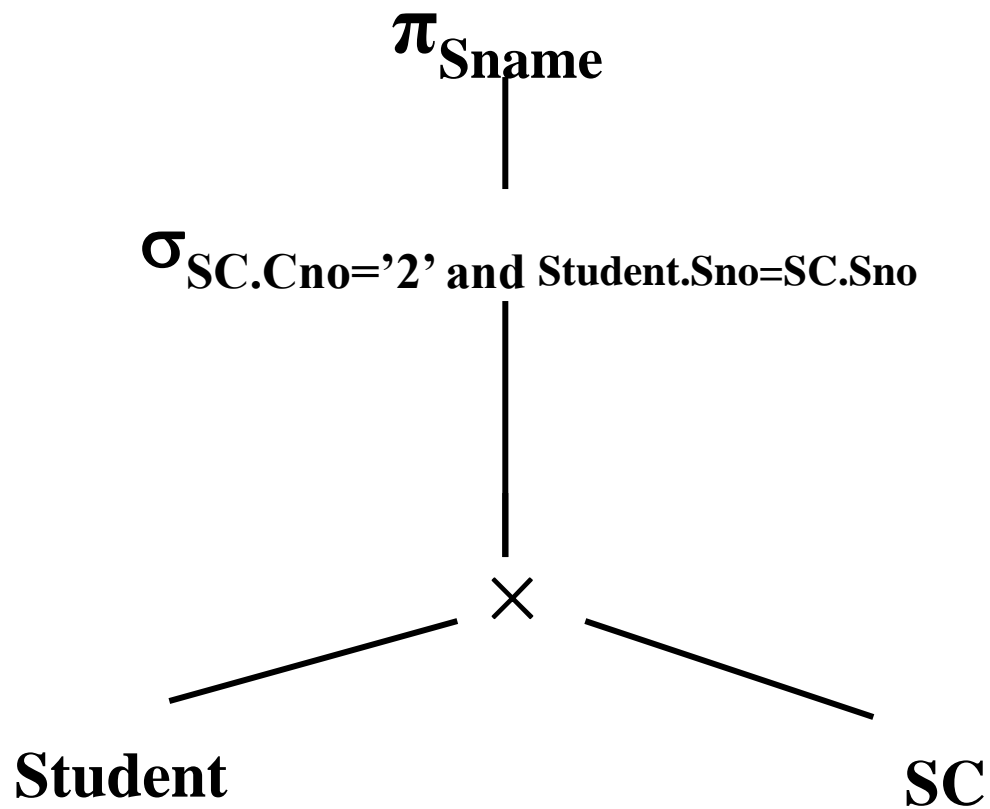 πSname
σSC.Cno=’2’ and Student.Sno=SC.Sno
×
Student SC